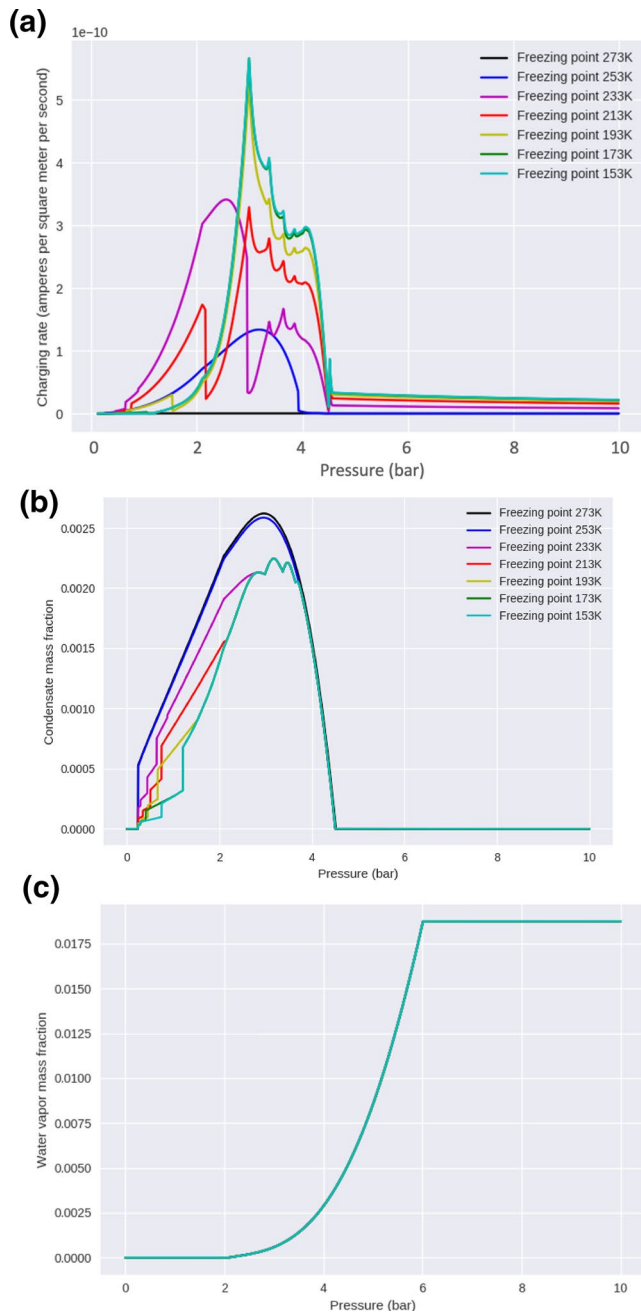 (a)
1e−10
Charging rate (amperes per square meter per second)
5
4
3
2
1
0
Freezing point 273K
Freezing point 253K
Freezing point 233K
Freezing point 213K
Freezing point 193K
Freezing point 173K
Freezing point 153K
0 2 4 6 8 10
Pressure (bar)
(b)
Condensate mass fraction
0.0025
0.0020
0.0015
0.0010
0.0005
0.0000
Freezing point 273K
Freezing point 253K
Freezing point 233K
Freezing point 213K
Freezing point 193K
Freezing point 173K
Freezing point 153K
0 2 4 6 8 10
Pressure (bar)
(c)
Water vapor mass fraction
0.0175
0.0150
0.0125
0.0100
0.0075
0.0050
0.0025
0.0000
0 2 4 6 8 10
Pressure (bar)